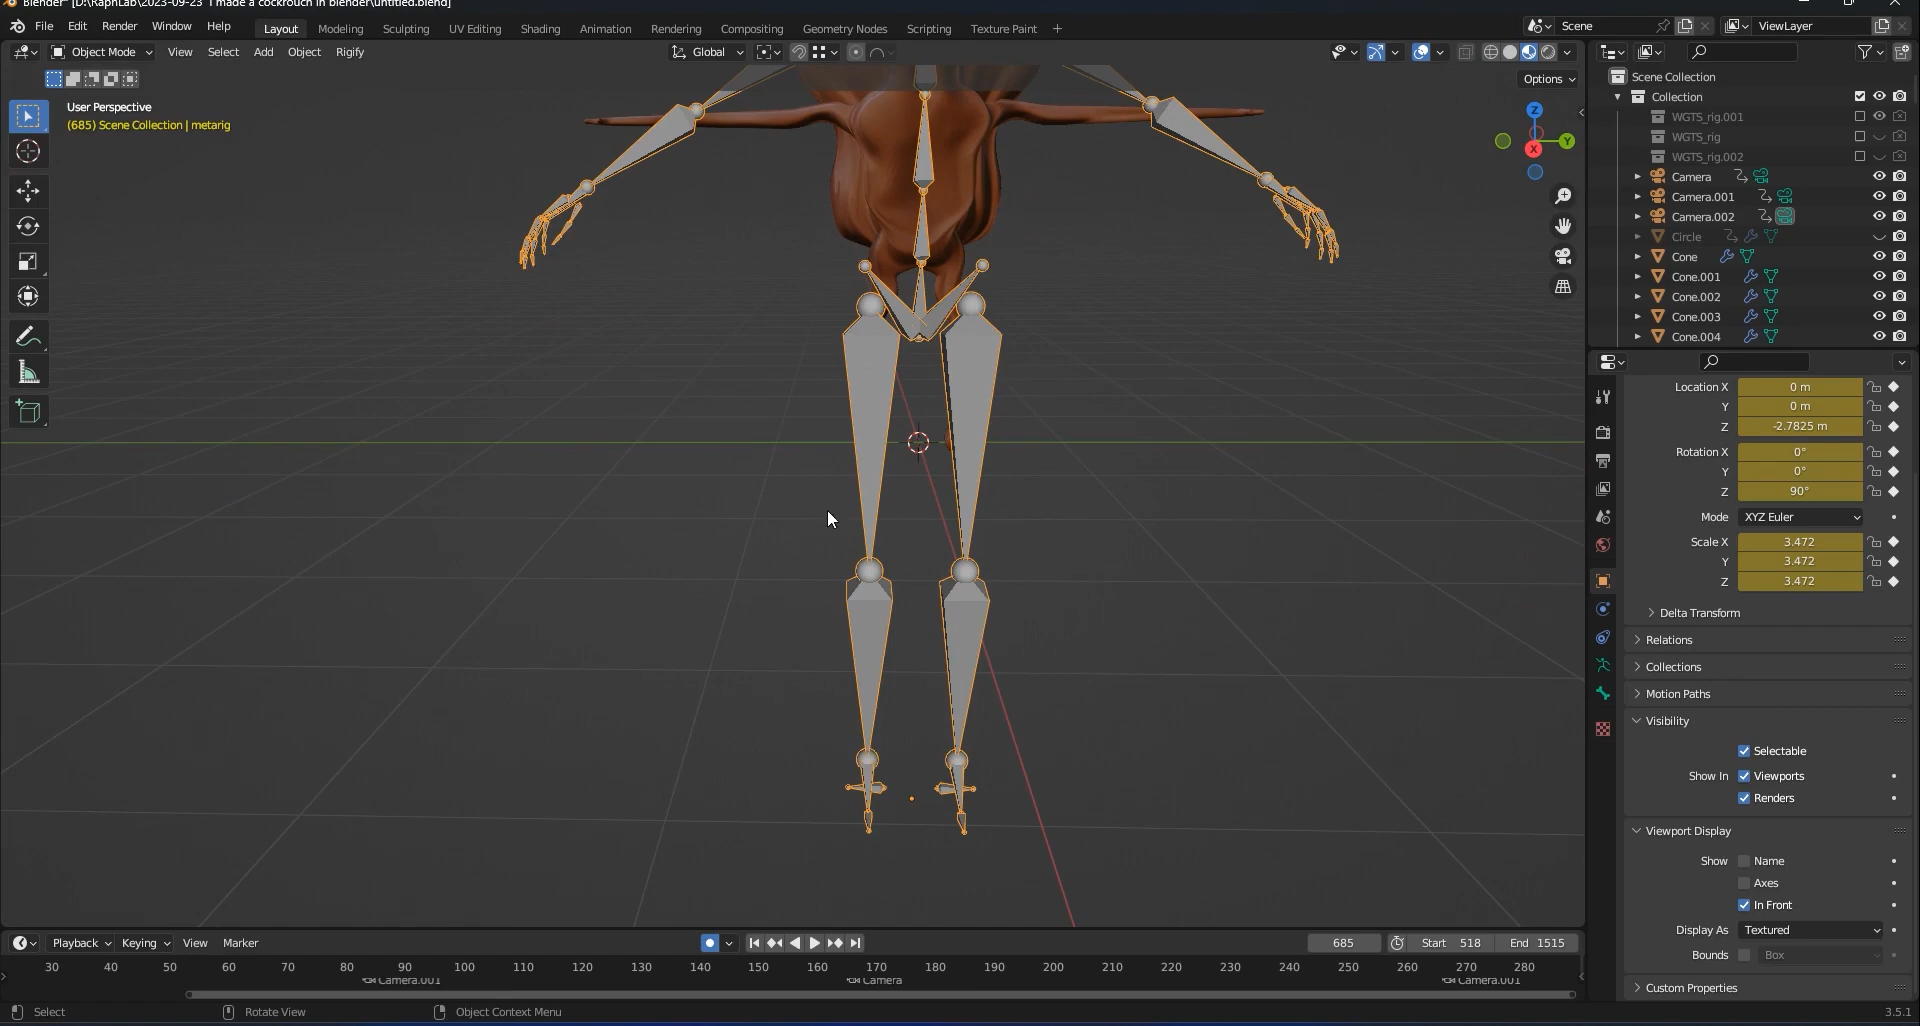 Blender* [D:\RaphLab\2023-09-23  I made a cockrouch in blender\untitled.blend]
File Edit Render Window Help Layout Modeling Sculpting UV Editing Shading Animation Rendering Compositing Geometry Nodes Scripting Texture Paint + Scene ViewLayer
Object Mode View Select Add Object Rigify Global
Options
User Perspective
(685) Scene Collection | metarig
Z
Y
X
Scene Collection
Collection
WGTS_rig.001
WGTS_rig
WGTS_rig.002
Camera
Camera.001
Camera.002
Circle
Cone
Cone.001
Cone.002
Cone.003
Cone.004
Location X 0 m
Y 0 m
Z -2.7825 m
Rotation X 0°
Y 0°
Z 90°
Mode XYZ Euler
Scale X 3.472
Y 3.472
Z 3.472
Delta Transform
Relations
Collections
Motion Paths
Visibility
Selectable
Show In Viewports
Renders
Viewport Display
Show Name
Axes
In Front
Display As Textured
Bounds Box
Custom Properties
Playback Keying View Marker 685 Start 518 End 1515
30 40 50 60 70 80 90 100 110 120 130 140 150 160 170 180 190 200 210 220 230 240 250 260 270 280
Camera.001 Camera Camera.001
Select Rotate View Object Context Menu 3.5.1